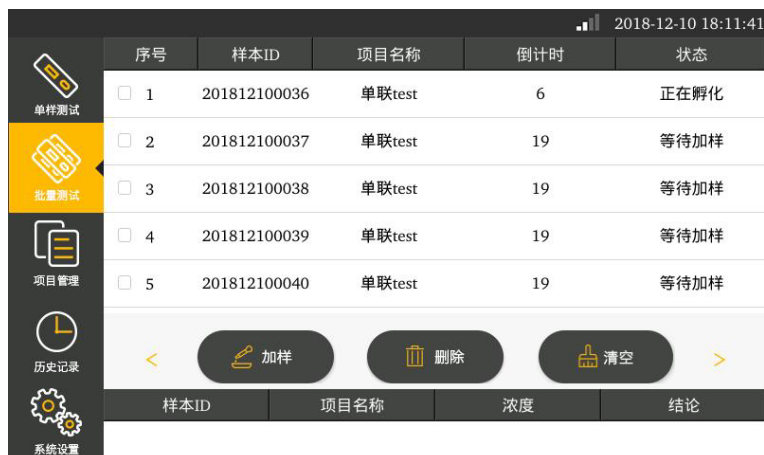 2018-12-10 18:11:41
序号 样本ID 项目名称 倒计时 状态
1 201812100036 单联test 6 正在孵化
2 201812100037 单联test 19 等待加样
3 201812100038 单联test 19 等待加样
4 201812100039 单联test 19 等待加样
5 201812100040 单联test 19 等待加样
单样测试
批量测试
项目管理
历史记录
系统设置
< 加样 删除 清空 >
样本ID 项目名称 浓度 结论